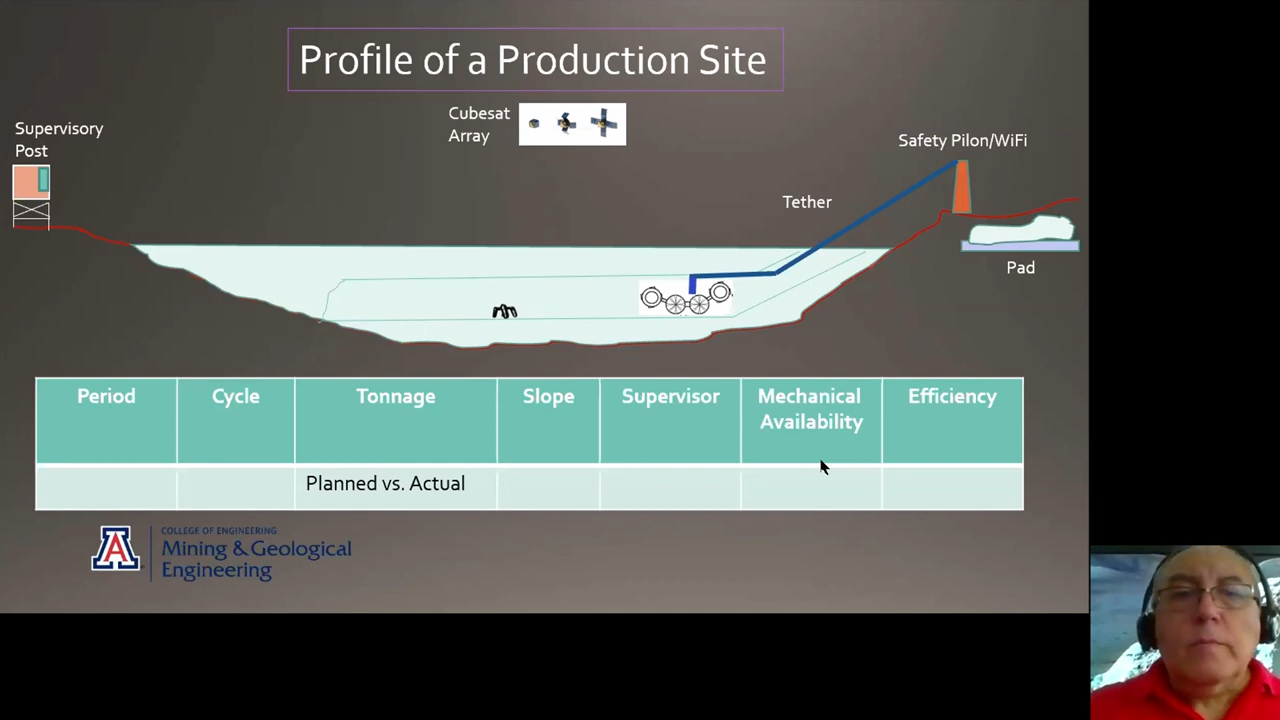 Profile of a Production Site
Cubesat
Array
Supervisory
Post
Safety Pilon/WiFi
Tether
Pad
Period
Cycle
Tonnage
Slope
Supervisor
Mechanical
Availability
Efficiency
Planned vs. Actual
A
COLLEGE OF ENGINEERING
Mining & Geological
Engineering